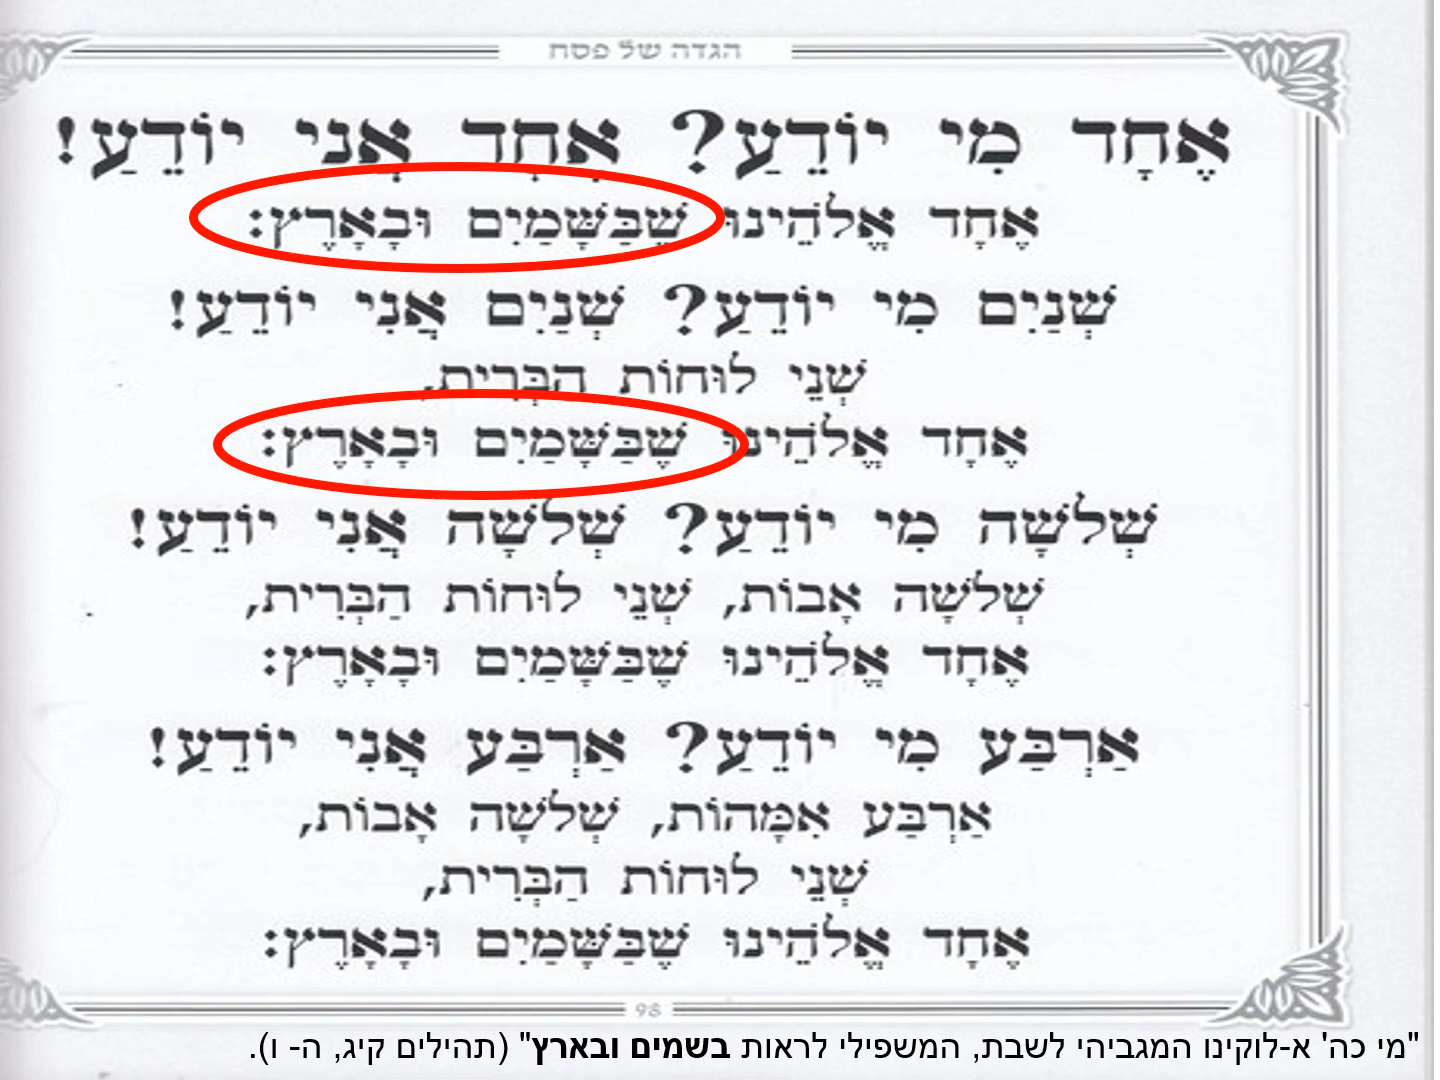 הגדה של פסח
אֶחָד מִי יוֹדֵעַ? אֶחָד אֲנִי יוֹדֵעַ!
אֶחָד אֱלֹהֵינוּ שֶׁבַּשָּׁמַיִם וּבָאָרֶץ:
שְׁנַיִם מִי יוֹדֵעַ? שְׁנַיִם אֲנִי יוֹדֵעַ!
שְׁנֵי לוּחוֹת הַבְּרִית,
אֶחָד אֱלֹהֵינוּ שֶׁבַּשָּׁמַיִם וּבָאָרֶץ:
שְׁלֹשָׁה מִי יוֹדֵעַ? שְׁלֹשָׁה אֲנִי יוֹדֵעַ!
שְׁלֹשָׁה אָבוֹת, שְׁנֵי לוּחוֹת הַבְּרִית,
אֶחָד אֱלֹהֵינוּ שֶׁבַּשָּׁמַיִם וּבָאָרֶץ:
אַרְבַּע מִי יוֹדֵעַ? אַרְבַּע אֲנִי יוֹדֵעַ!
אַרְבַּע אִמָּהוֹת, שְׁלֹשָׁה אָבוֹת,
שְׁנֵי לוּחוֹת הַבְּרִית,
אֶחָד אֱלֹהֵינוּ שֶׁבַּשָּׁמַיִם וּבָאָרֶץ:
98
"מי כה' א-לוקינו המגביהי לשבת, המשפילי לראות בשמים ובארץ" (תהילים קיג, ה- ו).